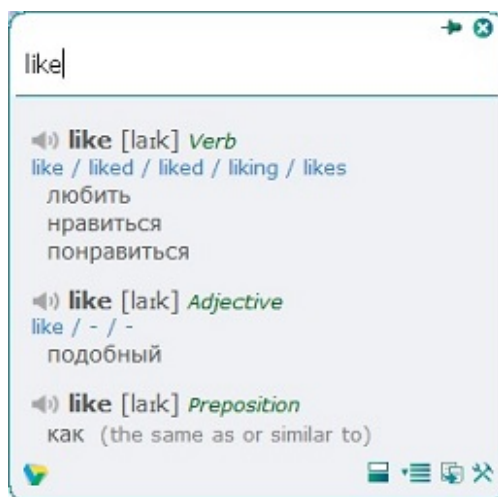 like
like [laɪk] Verb
like / liked / liked / liking / likes
любить
нравиться
понравиться
like [laɪk] Adjective
like / - / -
подобный
like [laɪk] Preposition
как (the same as or similar to)